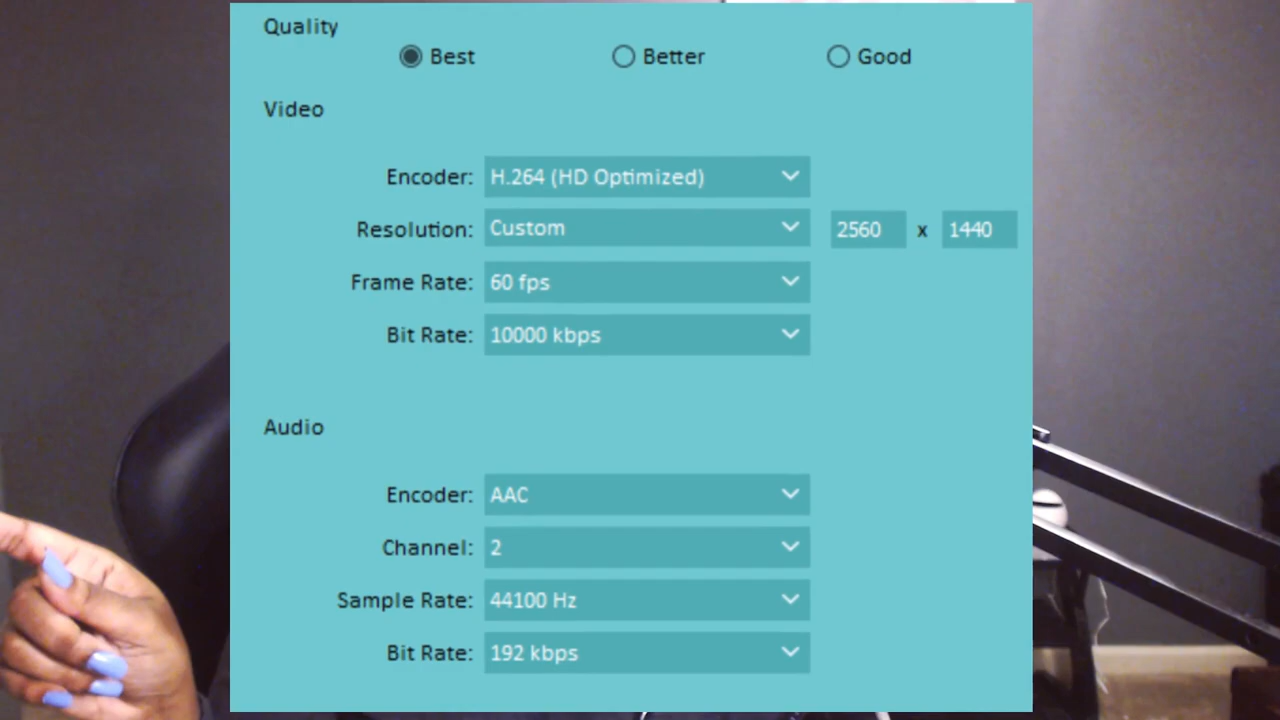 Quality
Best Better Good
Video
Encoder: H.264 (HD Optimized)
Resolution: Custom 2560 x 1440
Frame Rate: 60 fps
Bit Rate: 10000 kbps
Audio
Encoder: AAC
Channel: 2
Sample Rate: 44100 Hz
Bit Rate: 192 kbps